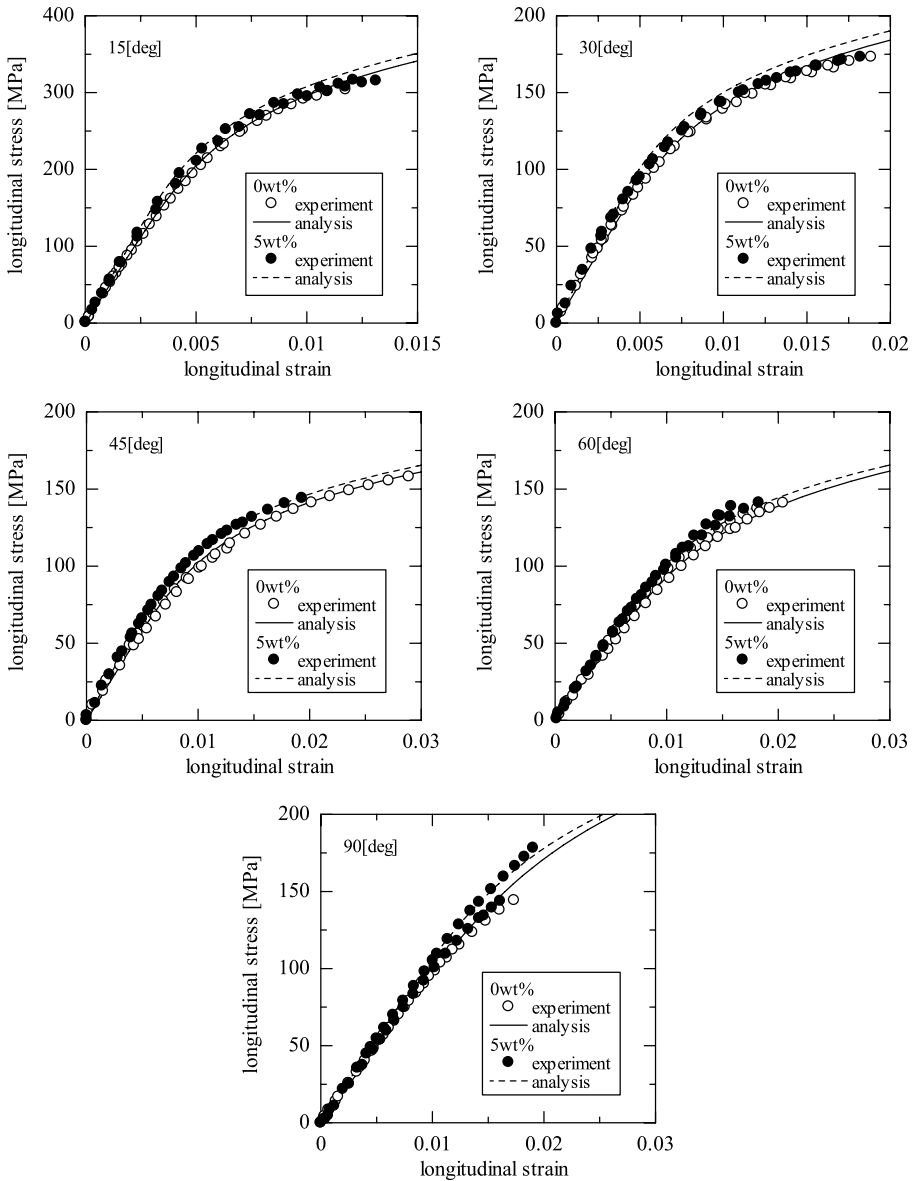 400
300
200
100
0
longitudinal stress [MPa]
15[deg]
0wt%
experiment
analysis
5wt%
experiment
analysis
0 0.005 0.01 0.015
longitudinal strain
200
150
100
50
0
longitudinal stress [MPa]
30[deg]
0wt%
experiment
analysis
5wt%
experiment
analysis
0 0.005 0.01 0.015 0.02
longitudinal strain
200
150
100
50
0
longitudinal stress [MPa]
45[deg]
0wt%
experiment
analysis
5wt%
experiment
analysis
0 0.01 0.02 0.03
longitudinal strain
200
150
100
50
0
longitudinal stress [MPa]
60[deg]
0wt%
experiment
analysis
5wt%
experiment
analysis
0 0.01 0.02 0.03
longitudinal strain
200
150
100
50
0
longitudinal stress [MPa]
90[deg]
0wt%
experiment
analysis
5wt%
experiment
analysis
0 0.01 0.02 0.03
longitudinal strain